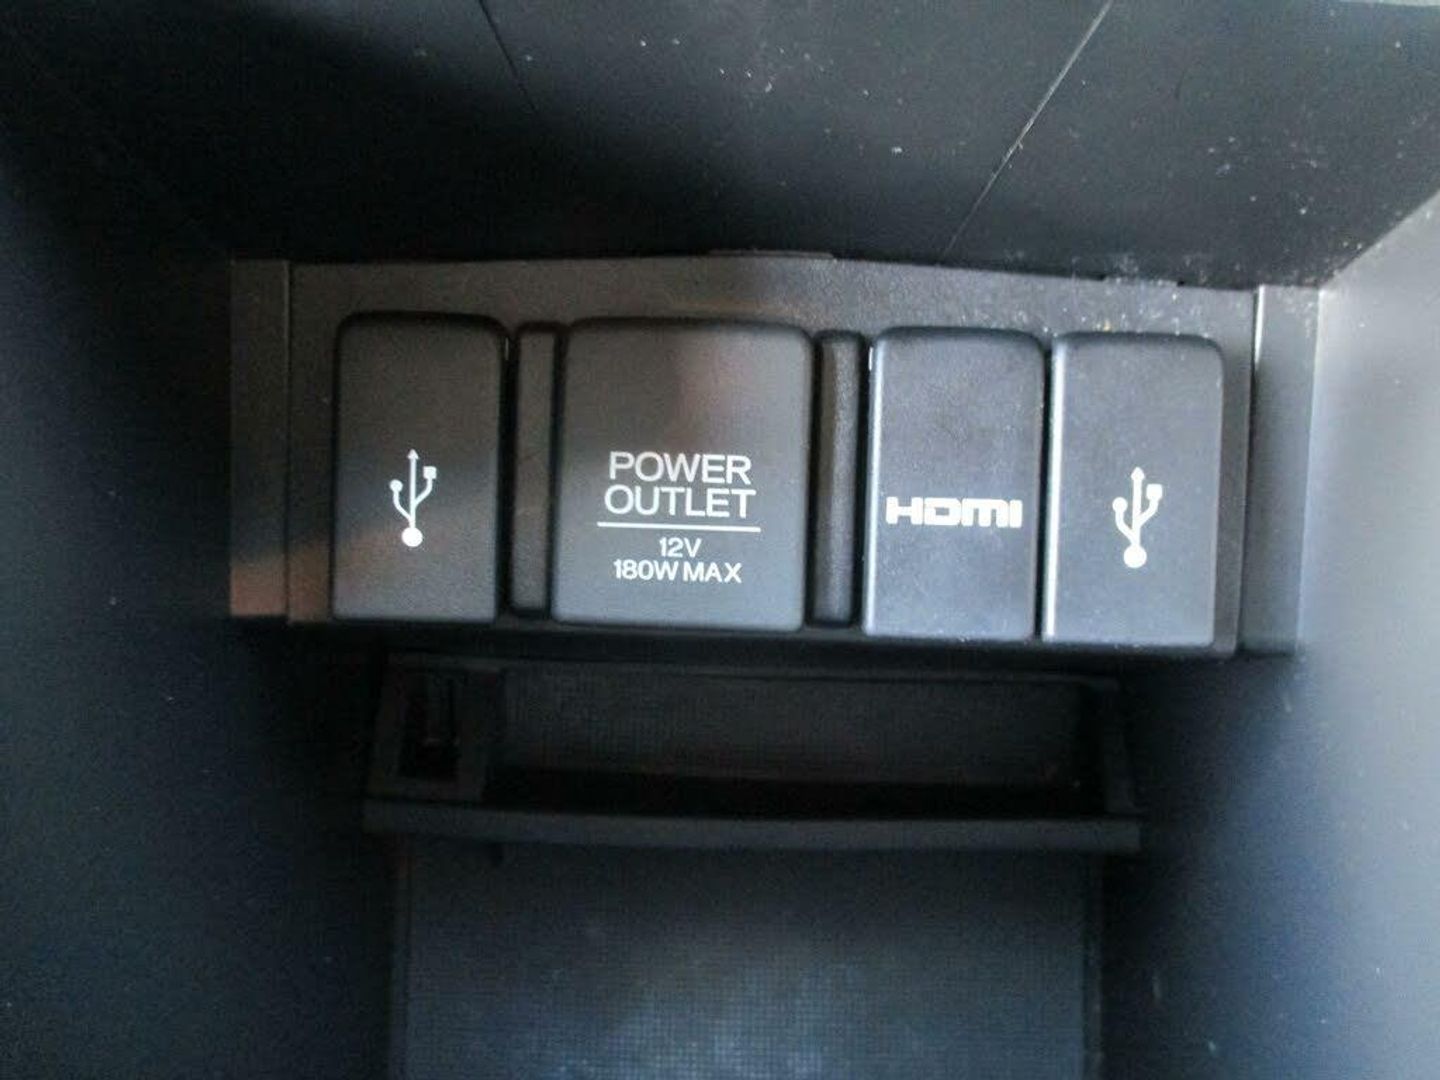 POWER
OUTLET
12V
180W MAX
HDMI